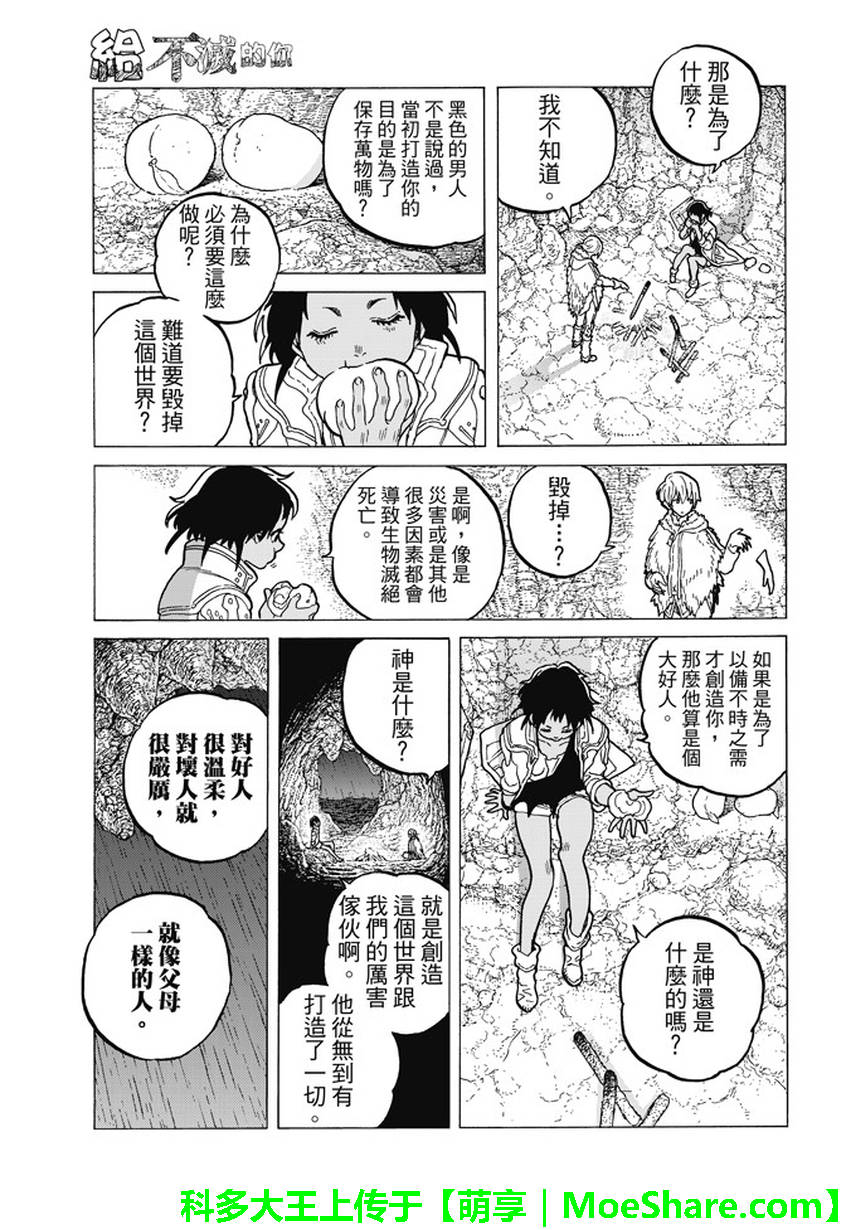 給不滅的你
那是為了
什麼?
我不知道。
黑色的男人
不是說過,
當初打造你的
目的是為了
保存萬物嗎?
為什麼
必須要這麼
做呢?
難道要毀掉
這個世界?
毀掉…?
是啊,像是
災害或是其他
很多因素都會
導致生物滅絕
死亡。
如果是為了
以備不時之需
才創造你,
那麼他算是個
大好人。
是神還是
什麼的嗎?
神是什麼?
就是創造
這個世界跟
我們的厲害
傢伙啊。
他從無到有
打造了一切。
對好人
很溫柔,
對壞人就
很嚴厲,
就像父母
一樣的人。
科多大王上传于【萌享|MoeShare.com】